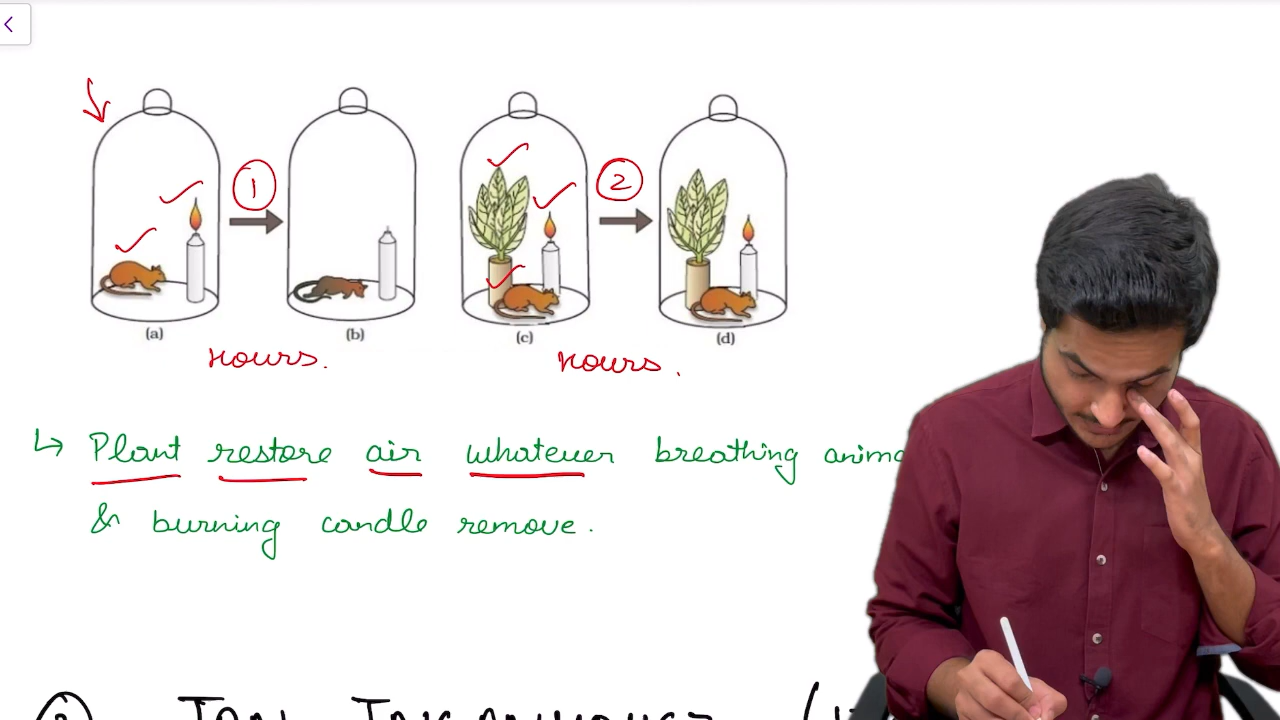 1 2
(a) (b) (c) (d)
Hours. Hours.
↳ Plant restore air whatever breathing
& burning candle remove.